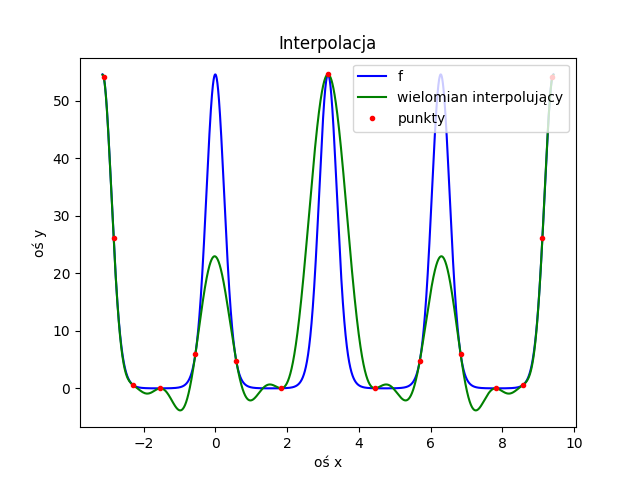 Interpolacja
f
wielomian interpolujący
punkty
oś y
50
40
30
20
10
0
−2
0
2
4
6
8
10
oś x